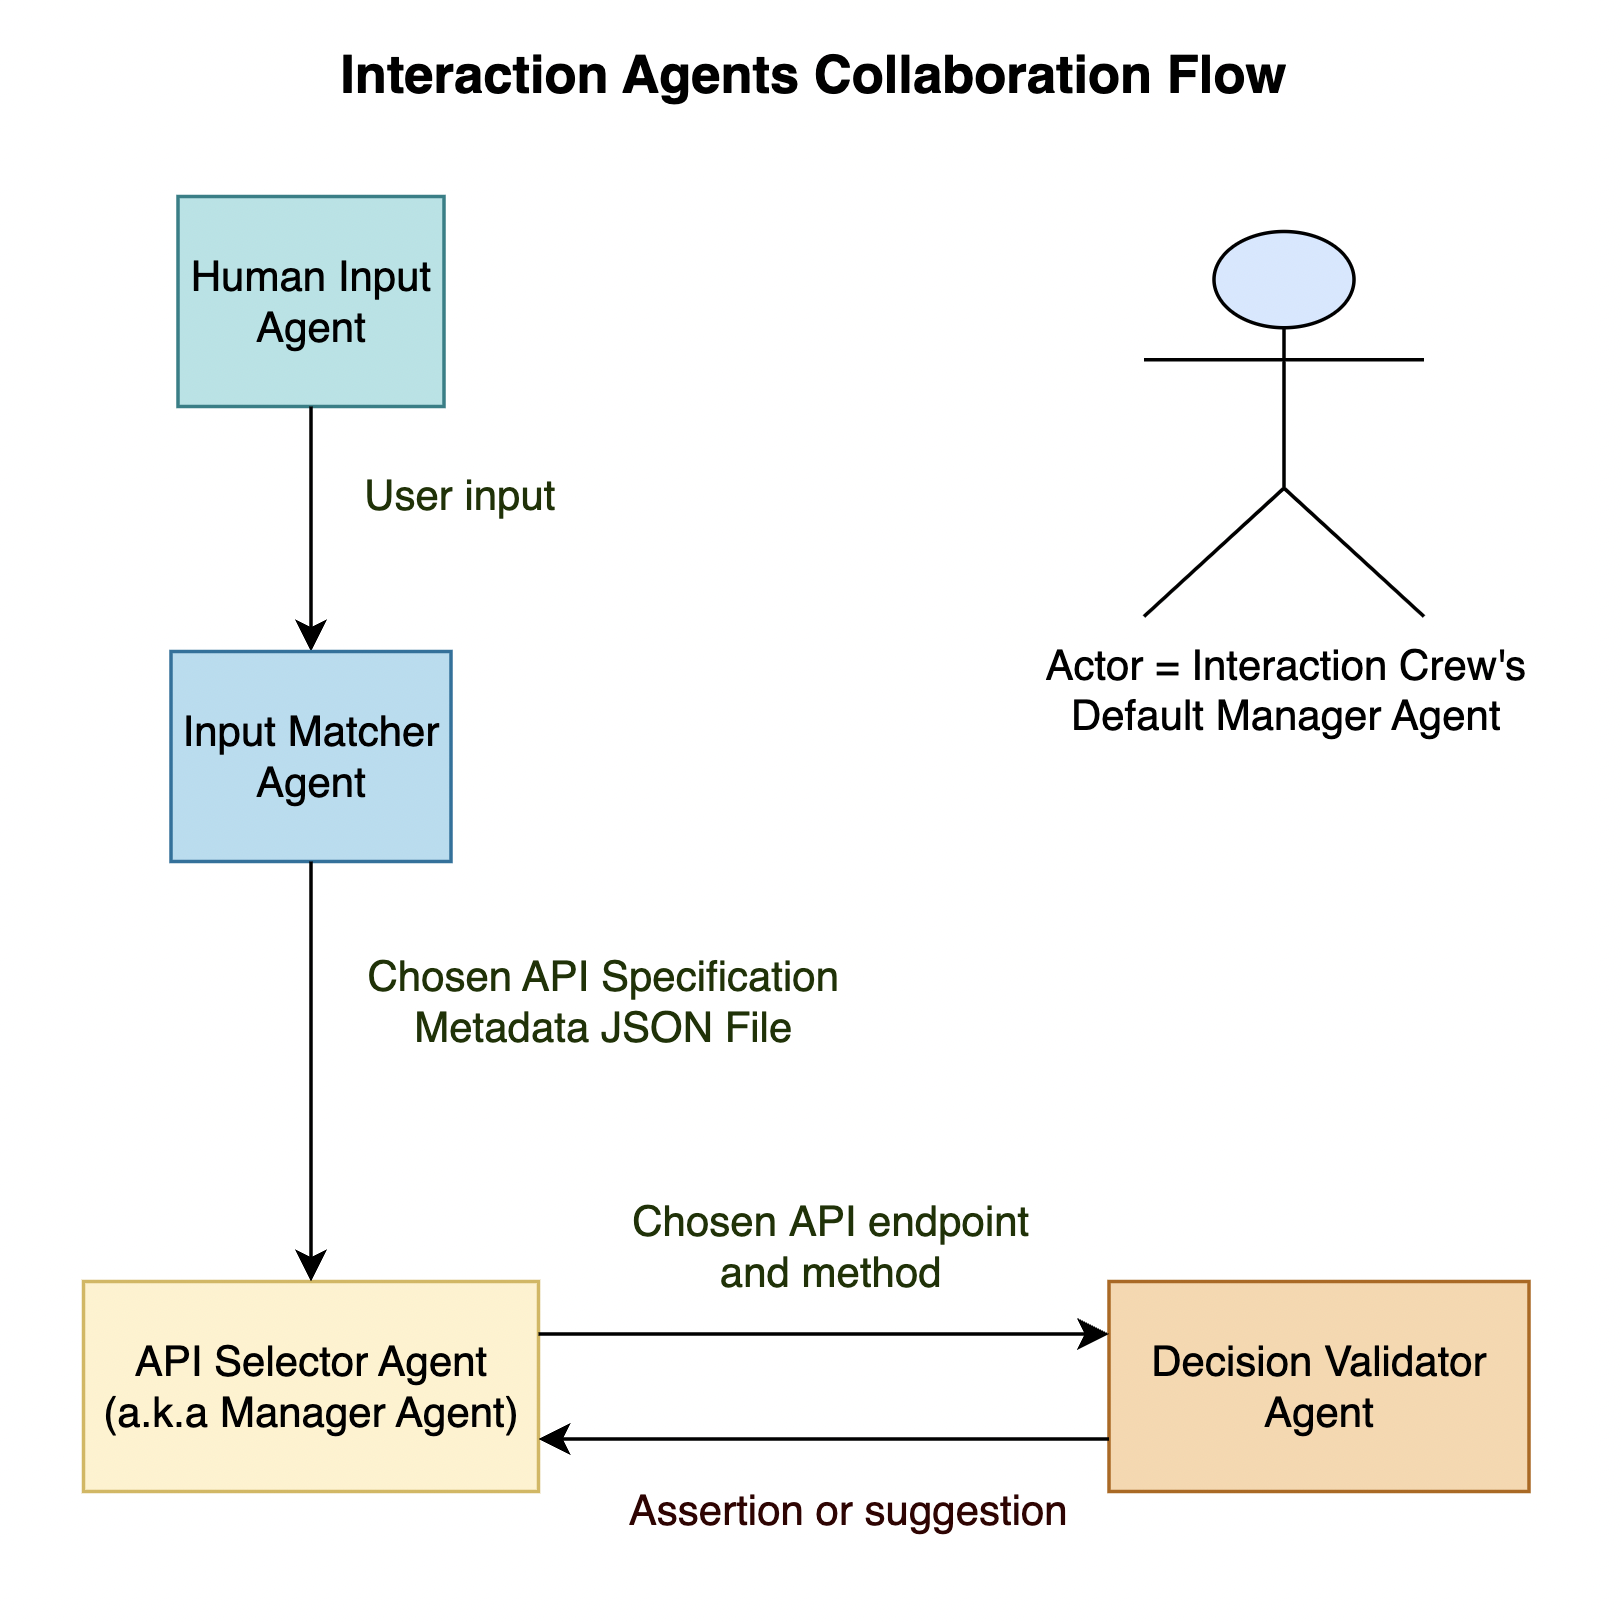 Interaction Agents Collaboration Flow
Human Input
Agent
User input
Input Matcher
Agent
Actor = Interaction Crew's
Default Manager Agent
Chosen API Specification
Metadata JSON File
Chosen API endpoint
and method
API Selector Agent
(a.k.a Manager Agent)
Decision Validator
Agent
Assertion or suggestion